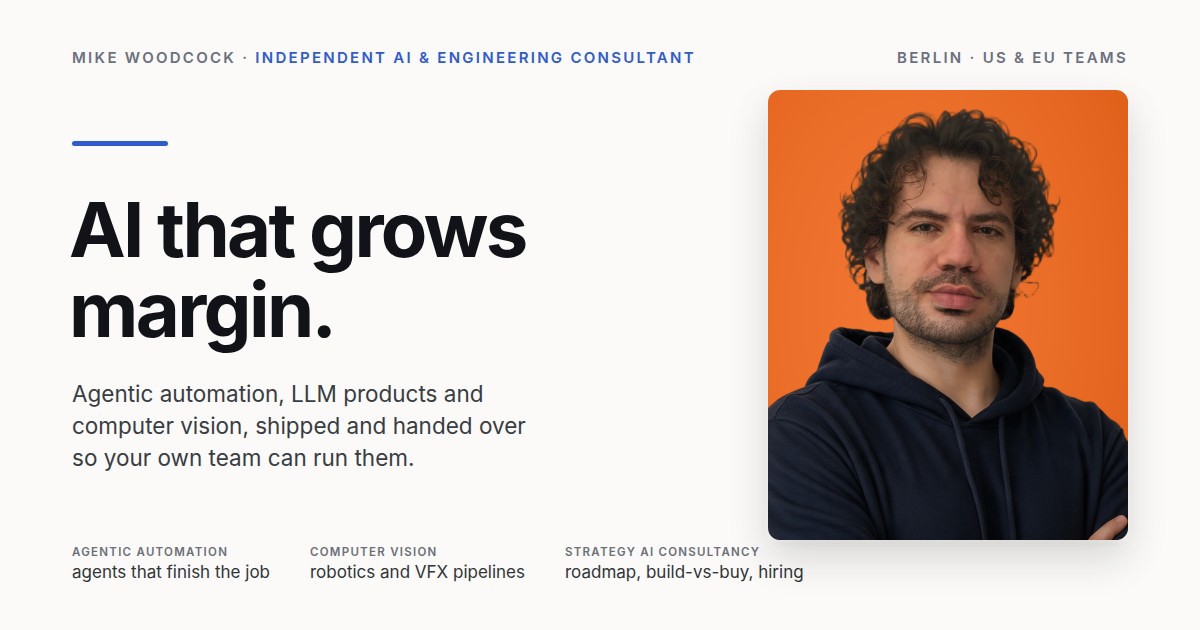 MIKE WOODCOCK · INDEPENDENT AI & ENGINEERING CONSULTANT
BERLIN · US & EU TEAMS
AI that grows
margin.
Agentic automation, LLM products and
computer vision, shipped and handed over
so your own team can run them.
AGENTIC AUTOMATION
agents that finish the job
COMPUTER VISION
robotics and VFX pipelines
STRATEGY AI CONSULTANCY
roadmap, build-vs-buy, hiring